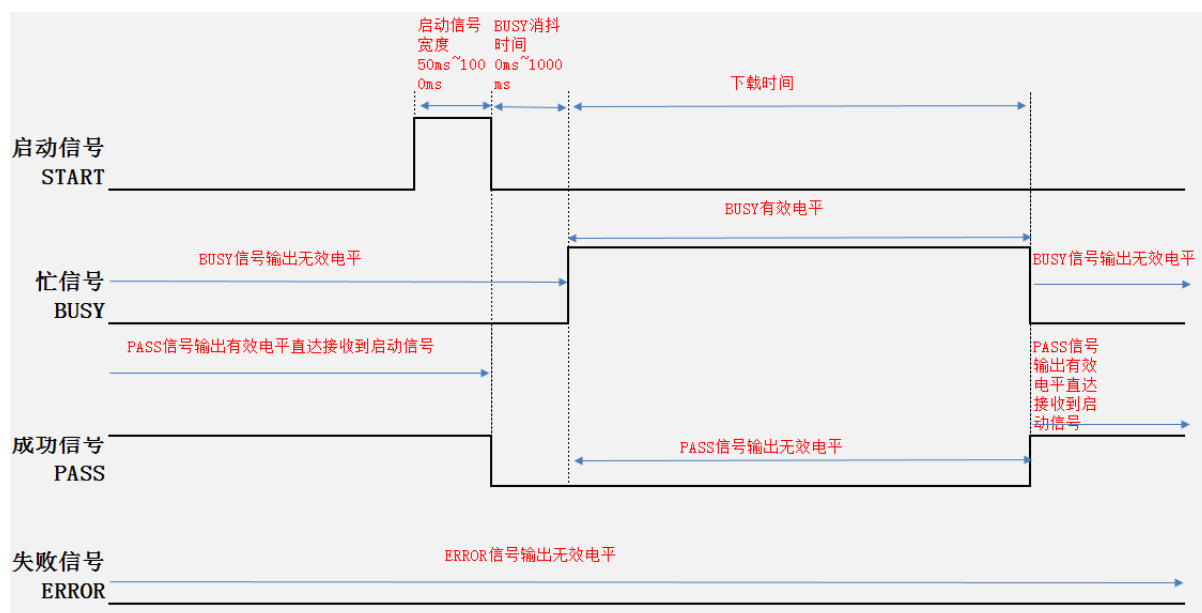 启动信号
宽度
50ms~100
0ms
BUSY消抖
时间
0ms~1000
ms
下载时间
启动信号
START
BUSY有效电平
BUSY信号输出无效电平
BUSY信号输出无效电平
忙信号
BUSY
PASS信号输出有效电平直达接收到启动信号
PASS信号
输出有效
电平直达
接收到启
动信号
成功信号
PASS
PASS信号输出无效电平
失败信号
ERROR
ERROR信号输出无效电平